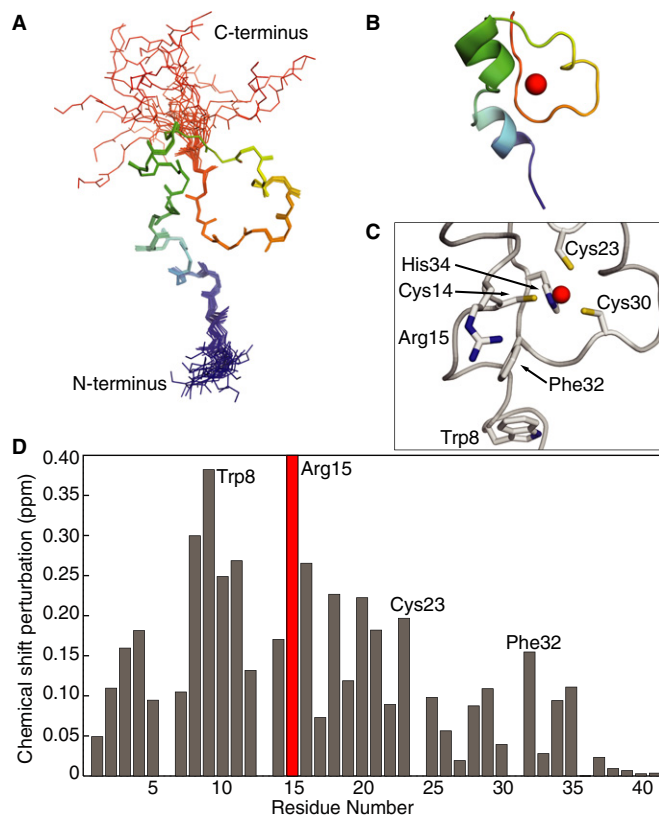 A
C-terminus
N-terminus
B
C
Cys23
His34
Cys14
Cys30
Arg15
Phe32
Trp8
D
Chemical shift perturbation (ppm)
0.40
0.35
0.30
0.25
0.20
0.15
0.10
0.05
0
Trp8
Arg15
Cys23
Phe32
5 10 15 20 25 30 35 40
Residue Number